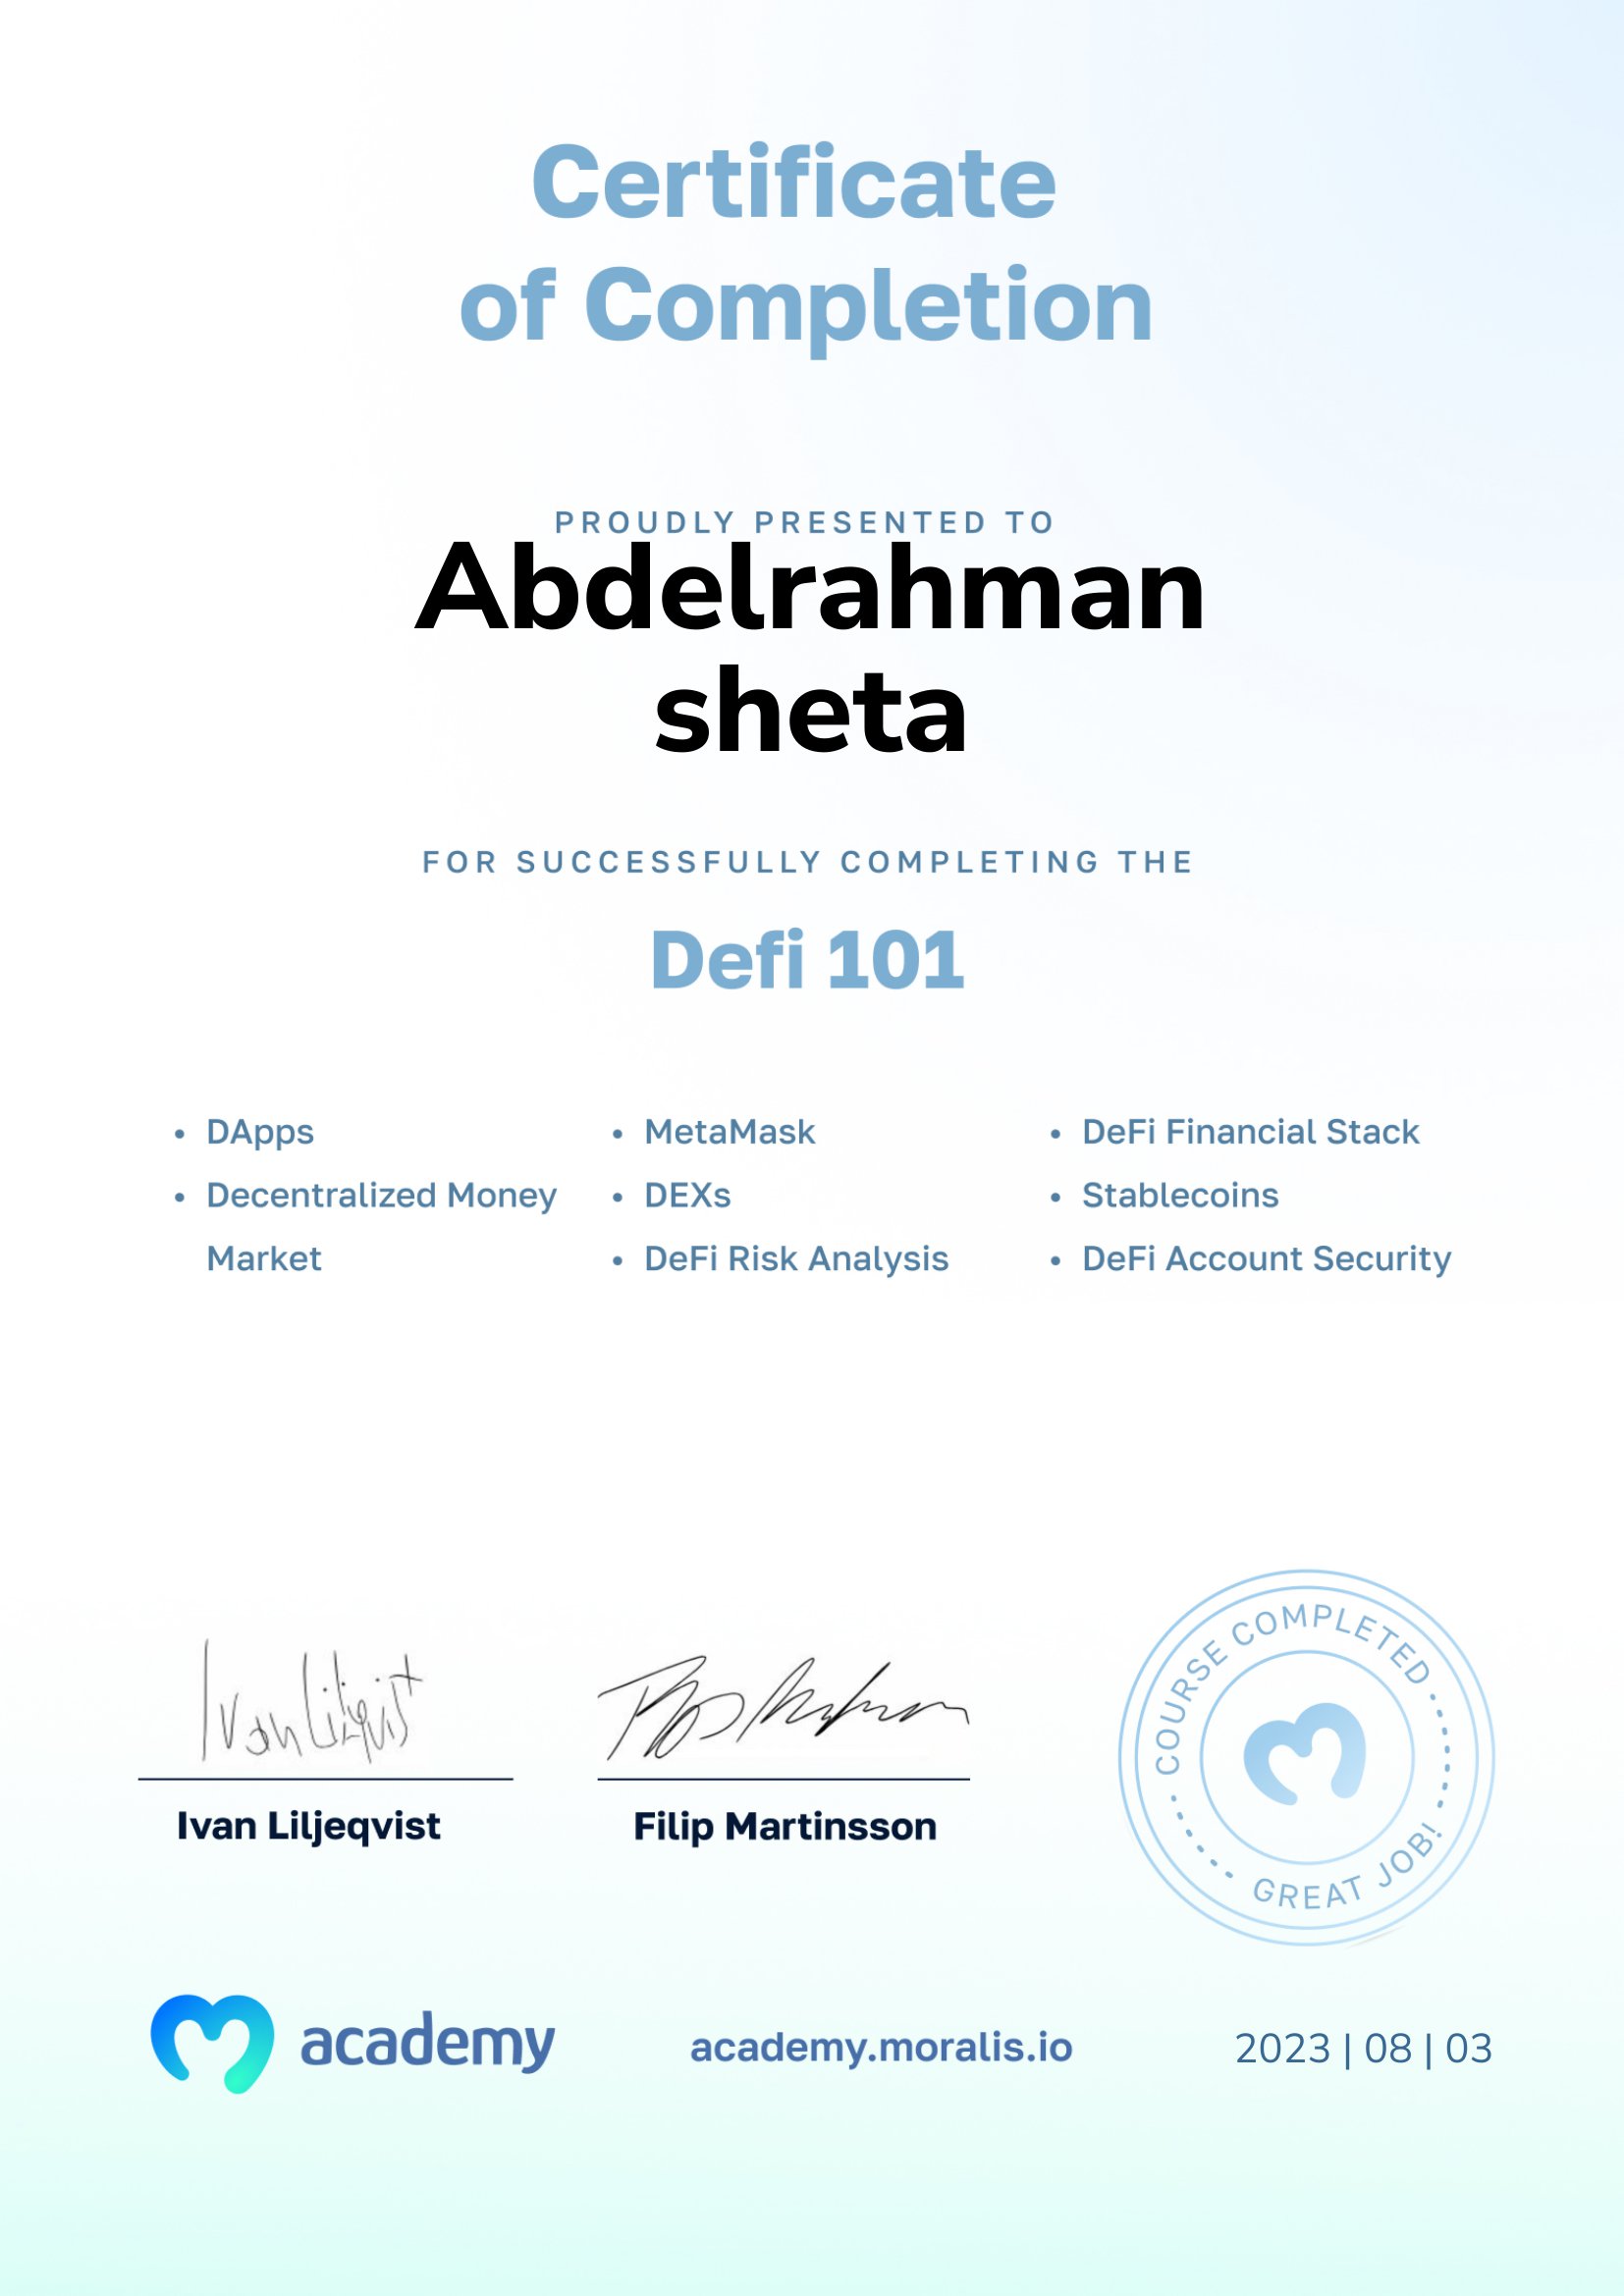 Certificate
of Completion
PROUDLY PRESENTED TO
Abdelrahman
sheta
FOR SUCCESSFULLY COMPLETING THE
Defi 101
• DApps
• Decentralized Money
Market
• MetaMask
• DEXs
• DeFi Risk Analysis
• DeFi Financial Stack
• Stablecoins
• DeFi Account Security
Ivan Liljeqvist
Ivan Liljeqvist
Filip Martinsson
COURSE COMPLETED
GREAT JOB!
academy
academy.moralis.io
2023 | 08 | 03